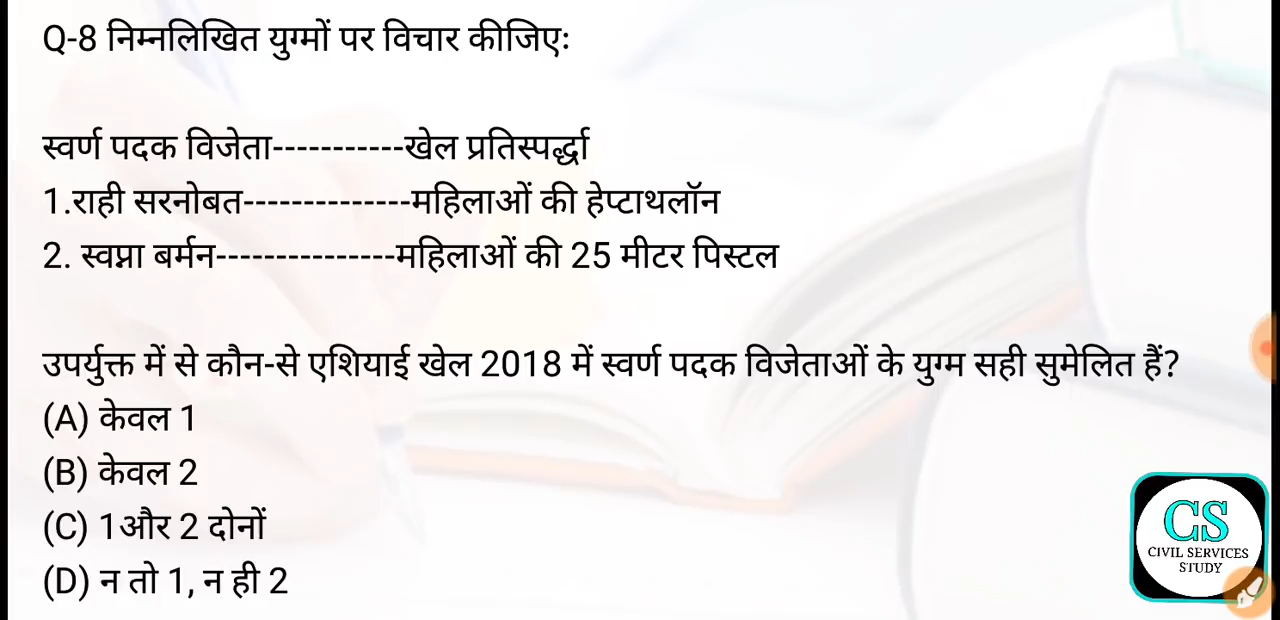 Q-8 निम्नलिखित युग्मों पर विचार कीजिएः
स्वर्ण पदक विजेता-----------खेल प्रतिस्पर्द्धा
1.राही सरनोबत--------------महिलाओं की हेप्टाथलॉन
2. स्वप्ना बर्मन---------------महिलाओं की 25 मीटर पिस्टल
उपर्युक्त में से कौन-से एशियाई खेल 2018 में स्वर्ण पदक विजेताओं के युग्म सही सुमेलित हैं?
(A) केवल 1
(B) केवल 2
(C) 1और 2 दोनों
(D) न तो 1, न ही 2
CS
CIVIL SERVICES
STUDY